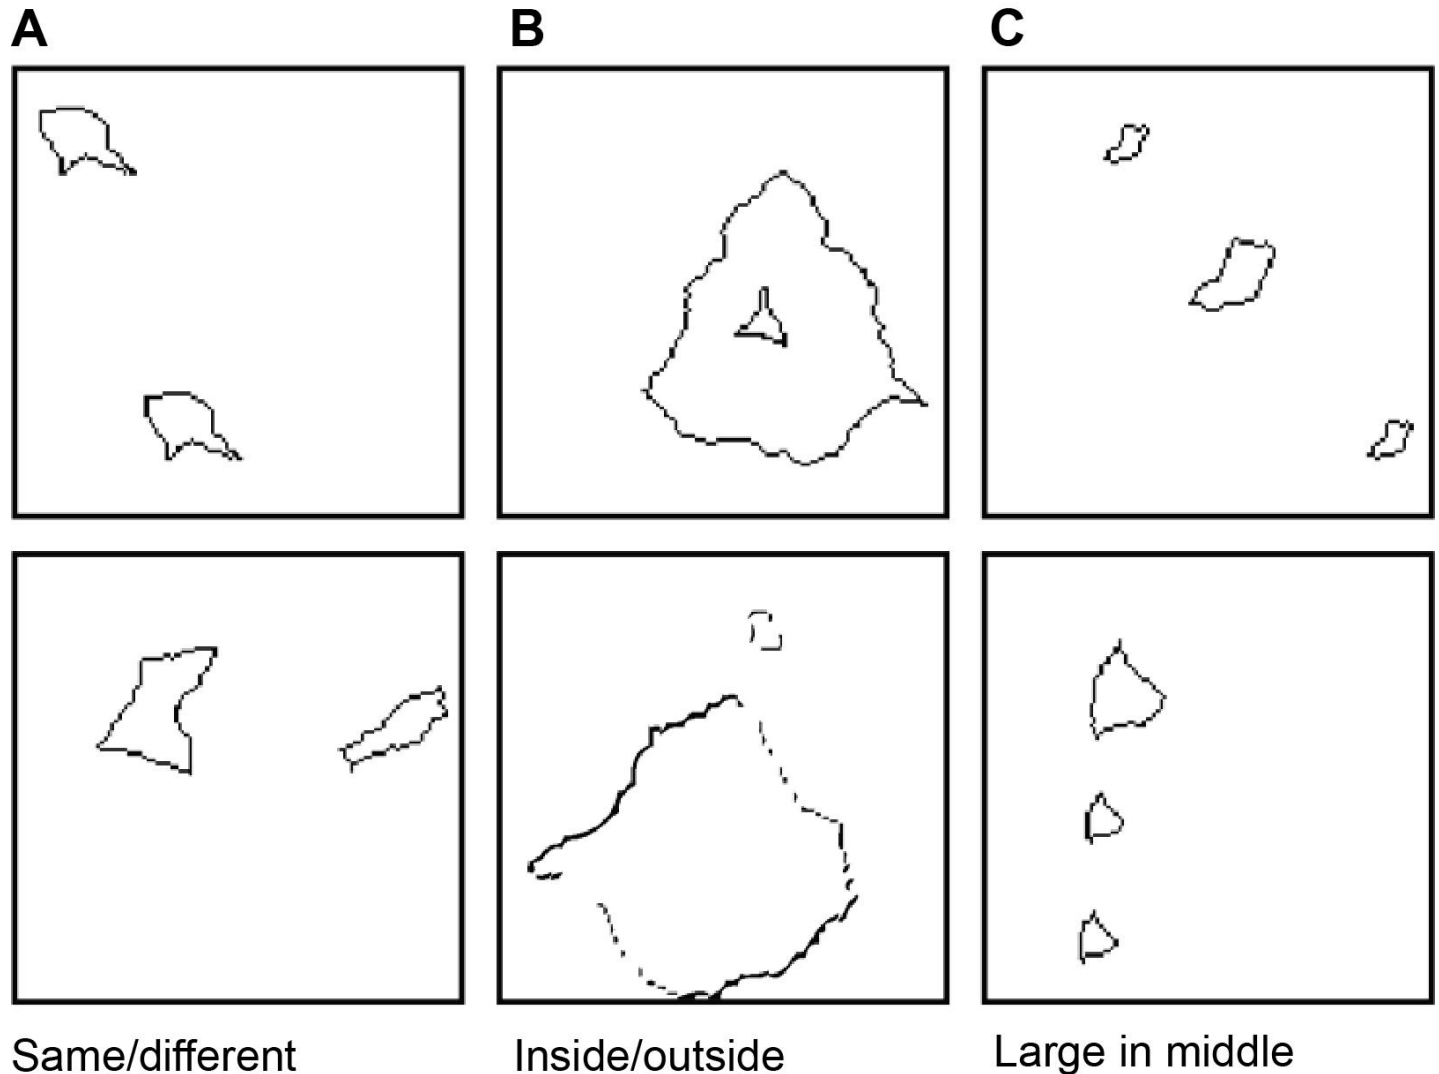 A
B
C
Same/different
Inside/outside
Large in middle